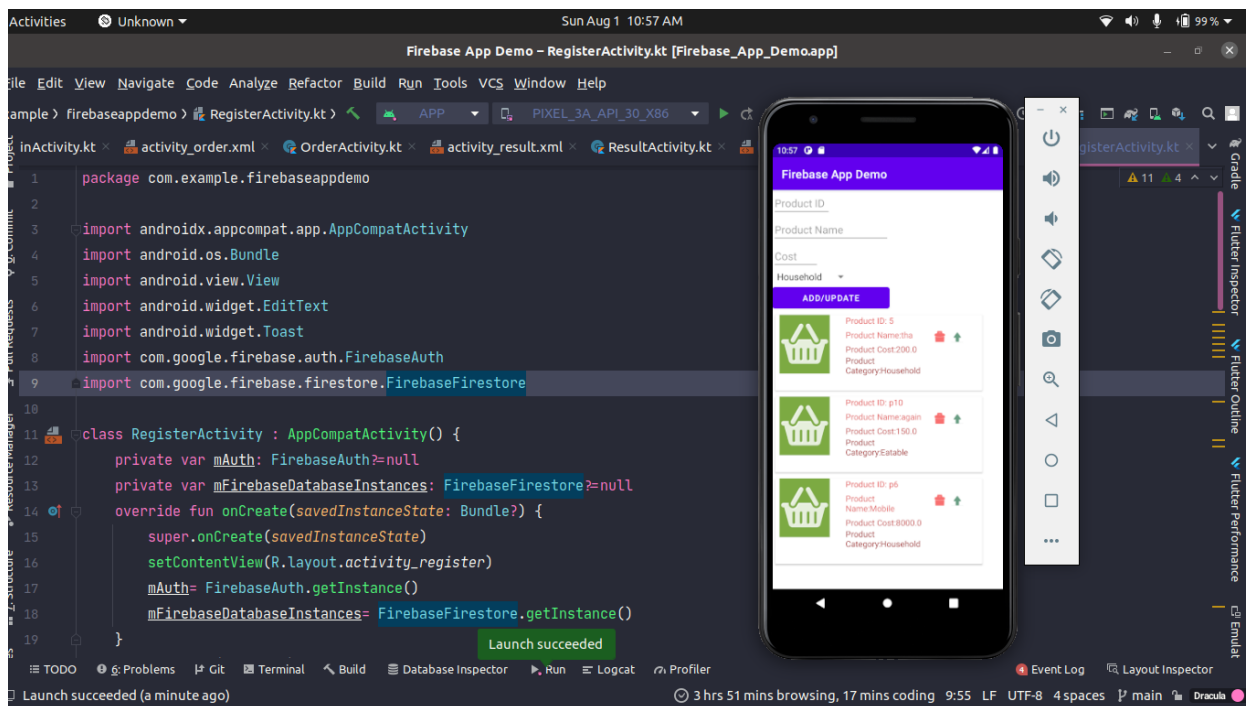 Activities Unknown Sun Aug 1 10:57 AM 99 %
Firebase App Demo – RegisterActivity.kt [Firebase_App_Demo.app]
File Edit View Navigate Code Analyze Refactor Build Run Tools VCS Window Help
ample firebaseappdemo RegisterActivity.kt APP PIXEL_3A_API_30_X86
inActivity.kt activity_order.xml OrderActivity.kt activity_result.xml ResultActivity.kt gisterActivity.kt
11 4
1 package com.example.firebaseappdemo
2
3 import androidx.appcompat.app.AppCompatActivity
4 import android.os.Bundle
5 import android.view.View
6 import android.widget.EditText
7 import android.widget.Toast
8 import com.google.firebase.auth.FirebaseAuth
9 import com.google.firebase.firestore.FirebaseFirestore
10
11 class RegisterActivity : AppCompatActivity() {
12 private var mAuth: FirebaseAuth?=null
13 private var mFirebaseDatabaseInstances: FirebaseFirestore?=null
14 override fun onCreate(savedInstanceState: Bundle?) {
15 super.onCreate(savedInstanceState)
16 setContentView(R.layout.activity_register)
17 mAuth= FirebaseAuth.getInstance()
18 mFirebaseDatabaseInstances= FirebaseFirestore.getInstance()
19 }
Project
Commit
Pull Requests
Resource Manager
Z: Structure
10:57
Firebase App Demo
Product ID
Product Name
Cost
Household
ADD/UPDATE
Product ID: 5
Product Name:tha
Product Cost:200.0
Product
Category:Household
Product ID: p10
Product Name:again
Product Cost:150.0
Product
Category:Eatable
Product ID: p6
Product
Name:Mobile
Product Cost:8000.0
Product
Category:Household
Gradle
Flutter Inspector
Flutter Outline
Flutter Performance
Emulat
Launch succeeded
TODO 6: Problems Git Terminal Build Database Inspector Run Logcat Profiler 4 Event Log Layout Inspector
Launch succeeded (a minute ago) 3 hrs 51 mins browsing, 17 mins coding 9:55 LF UTF-8 4 spaces main Dracula